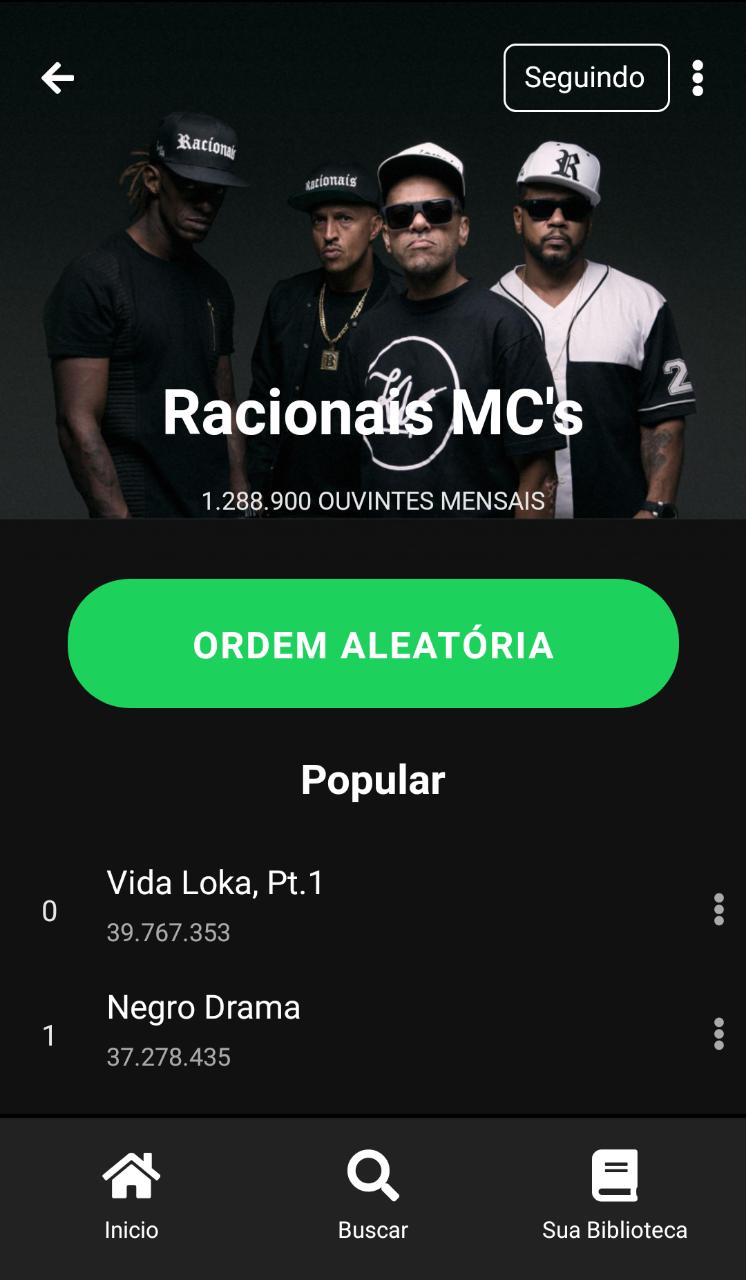 Seguindo
Racionais
Racionais
R
2
Racionais MC's
1.288.900 OUVINTES MENSAIS
ORDEM ALEATÓRIA
Popular
0
Vida Loka, Pt.1
39.767.353
1
Negro Drama
37.278.435
Inicio
Buscar
Sua Biblioteca